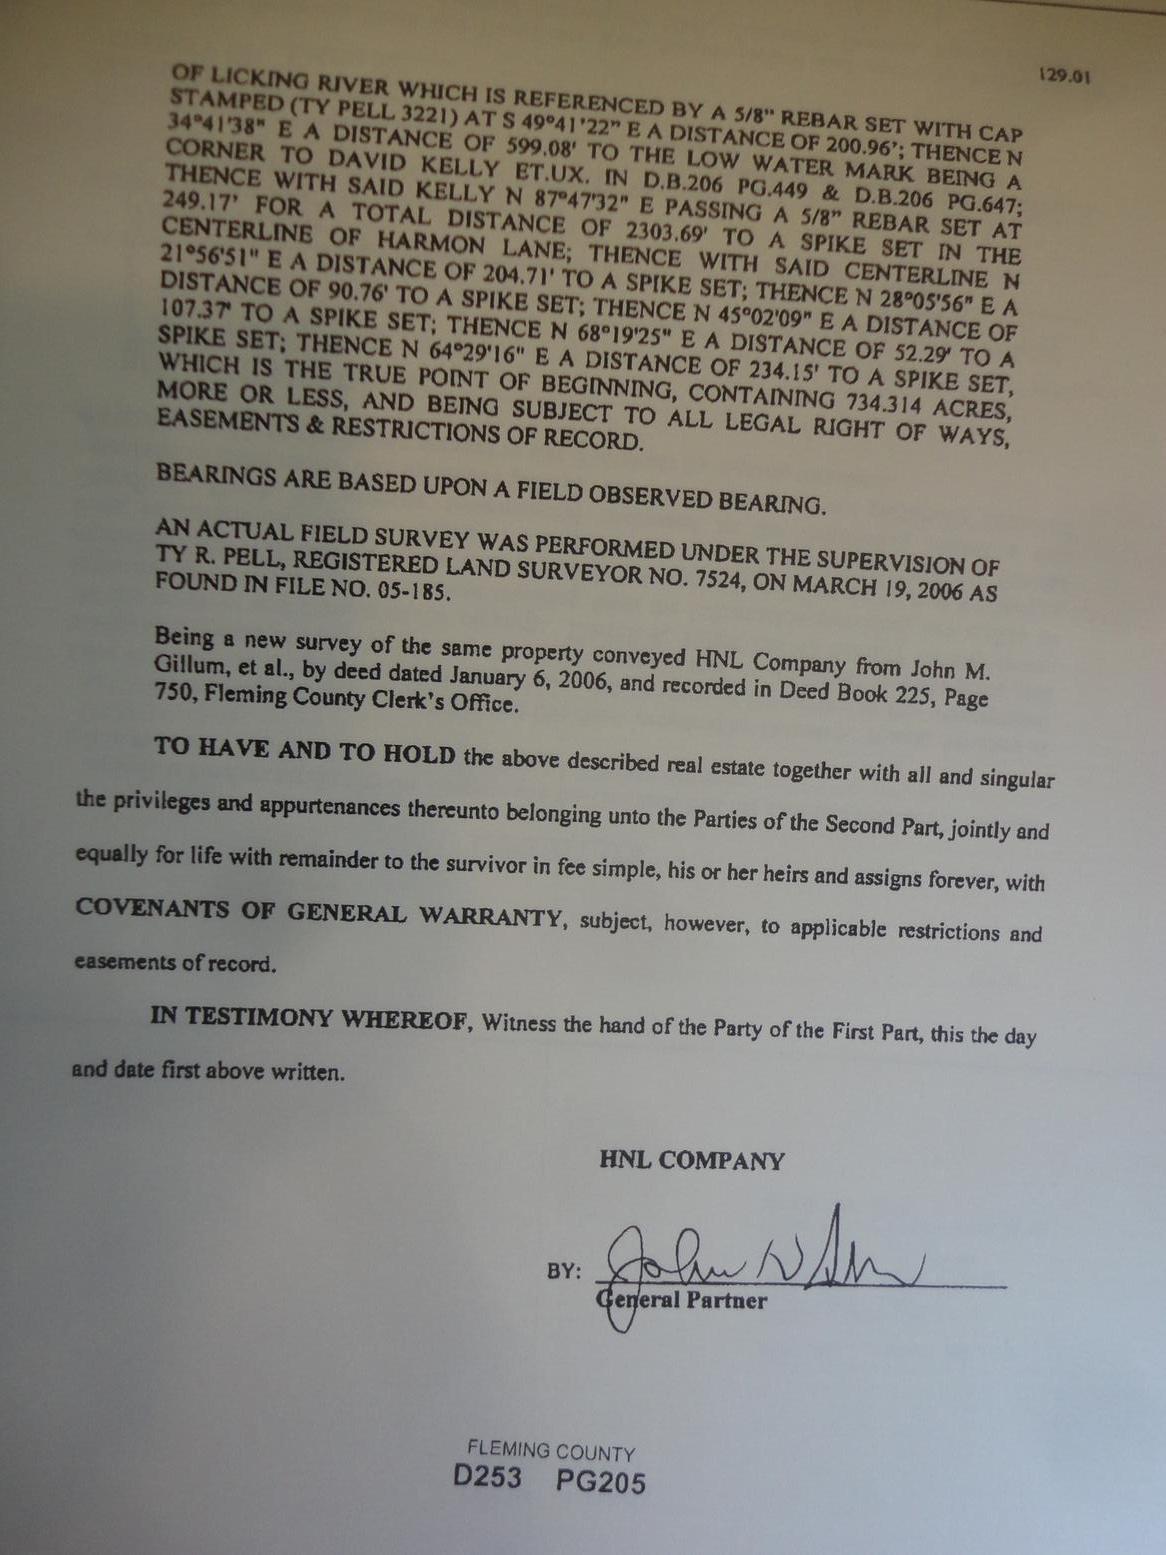 129.01
OF LICKING RIVER WHICH IS REFERENCED BY A 5/8" REBAR SET WITH CAP
STAMPED (TY PELL 3221) AT S 49°41'22" E A DISTANCE OF 200.96'; THENCE N
34°41'38" E A DISTANCE OF 599.08' TO THE LOW WATER MARK BEING A
CORNER TO DAVID KELLY ET.UX. IN D.B.206 PG.449 & D.B.206 PG.647;
THENCE WITH SAID KELLY N 87°47'32" E PASSING A 5/8" REBAR SET AT
249.17' FOR A TOTAL DISTANCE OF 2303.69' TO A SPIKE SET IN THE
CENTERLINE OF HARMON LANE; THENCE WITH SAID CENTERLINE N
21°56'51" E A DISTANCE OF 204.71' TO A SPIKE SET; THENCE N 28°05'56" E A
DISTANCE OF 90.76' TO A SPIKE SET; THENCE N 45°02'09" E A DISTANCE OF
107.37' TO A SPIKE SET; THENCE N 68°19'25" E A DISTANCE OF 52.29' TO A
SPIKE SET; THENCE N 64°29'16" E A DISTANCE OF 234.15' TO A SPIKE SET,
WHICH IS THE TRUE POINT OF BEGINNING, CONTAINING 734.314 ACRES,
MORE OR LESS, AND BEING SUBJECT TO ALL LEGAL RIGHT OF WAYS,
EASEMENTS & RESTRICTIONS OF RECORD.
BEARINGS ARE BASED UPON A FIELD OBSERVED BEARING.
AN ACTUAL FIELD SURVEY WAS PERFORMED UNDER THE SUPERVISION OF
TY R. PELL, REGISTERED LAND SURVEYOR NO. 7524, ON MARCH 19, 2006 AS
FOUND IN FILE NO. 05-185.
Being a new survey of the same property conveyed HNL Company from John M.
Gillum, et al., by deed dated January 6, 2006, and recorded in Deed Book 225, Page
750, Fleming County Clerk's Office.
TO HAVE AND TO HOLD the above described real estate together with all and singular
the privileges and appurtenances thereunto belonging unto the Parties of the Second Part, jointly and
equally for life with remainder to the survivor in fee simple, his or her heirs and assigns forever, with
COVENANTS OF GENERAL WARRANTY, subject, however, to applicable restrictions and
easements of record.
IN TESTIMONY WHEREOF, Witness the hand of the Party of the First Part, this the day
and date first above written.
HNL COMPANY
BY: John
General Partner
FLEMING COUNTY
D253 PG205